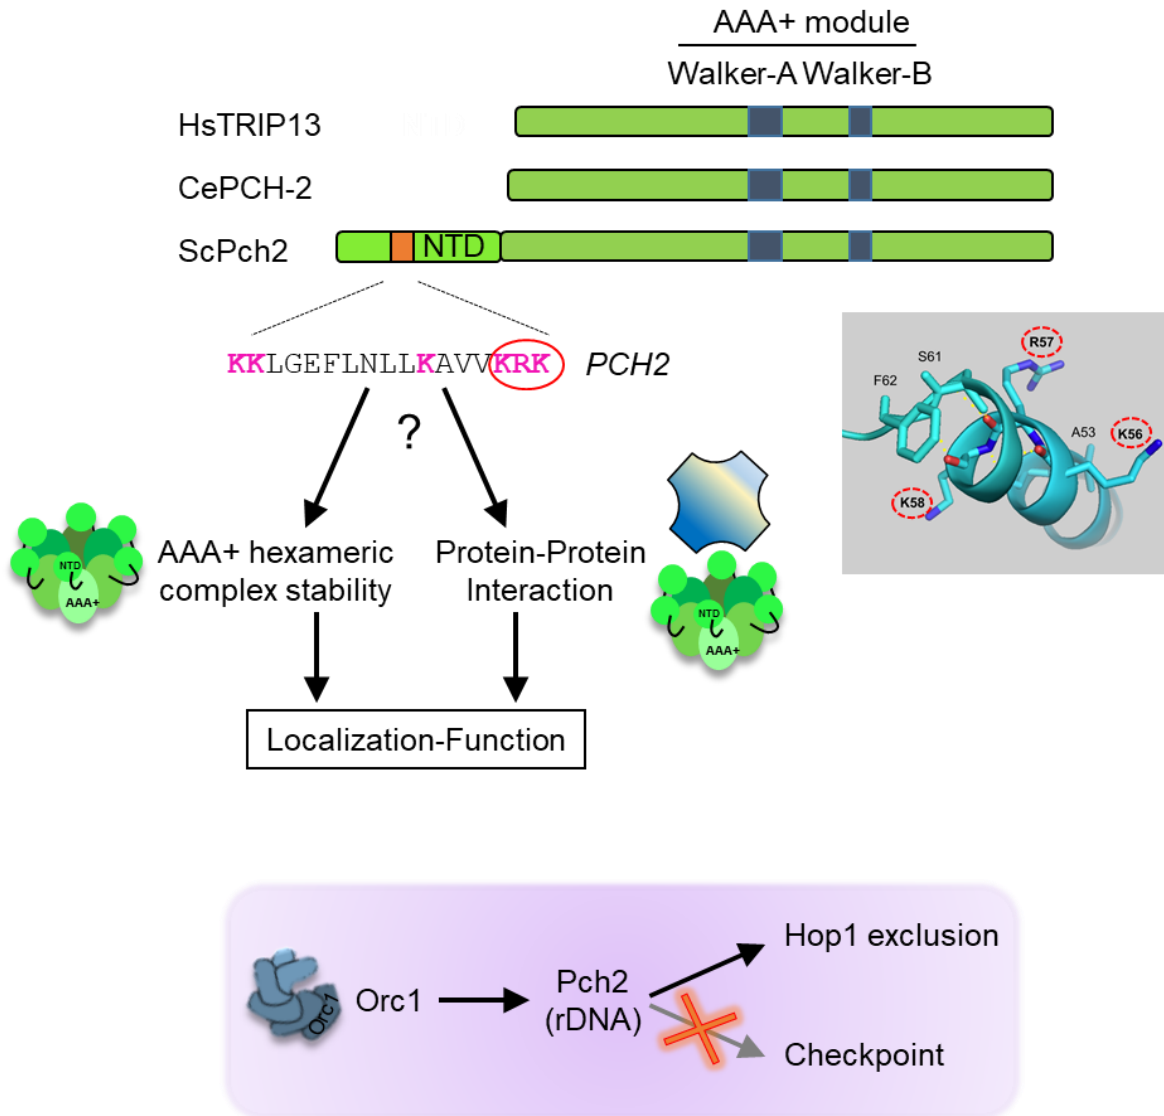 AAA+ module
Walker-A Walker-B
HsTRIP13
CePCH-2
ScPch2
NTD
KKLGEFLNLLKAVVKRK PCH2
?
R57
S61
F62
A53
K56
K58
AAA+ hexameric
complex stability
Protein-Protein
Interaction
NTD
AAA+
NTD
AAA+
Localization-Function
Orc1
Orc1
Pch2
(rDNA)
Hop1 exclusion
Checkpoint